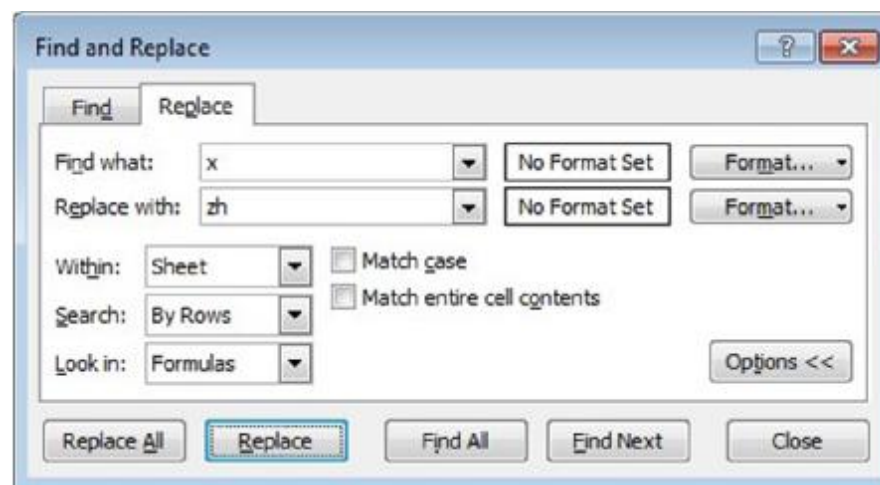 Find and Replace
Find Replace
Find what: x No Format Set Format...
Replace with: zh No Format Set Format...
Within: Sheet Match case
Match entire cell contents
Search: By Rows
Look in: Formulas Options <<
Replace All Replace Find All Find Next Close